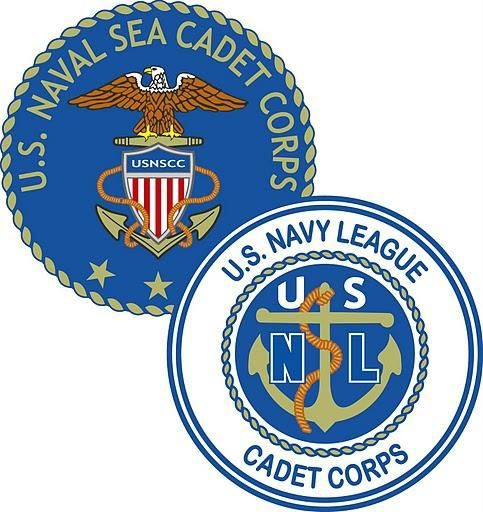 U.S. NAVAL SEA CADET CORPS
USNSCC
U.S. NAVY LEAGUE
U S
N L
CADET CORPS